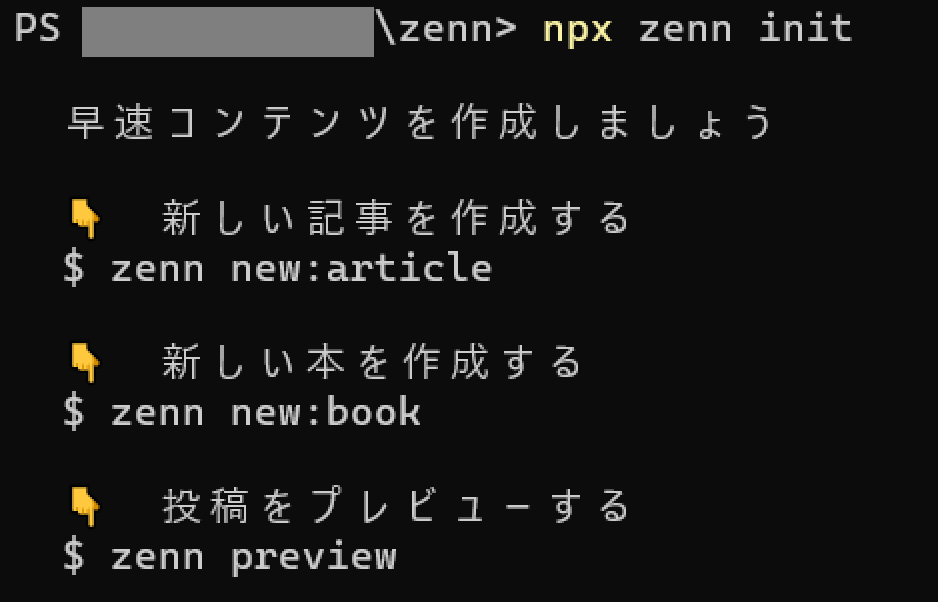 PS \zenn> npx zenn init
早速コンテンツを作成しましょう
👇 新しい記事を作成する
$ zenn new:article
👇 新しい本を作成する
$ zenn new:book
👇 投稿をプレビューする
$ zenn preview